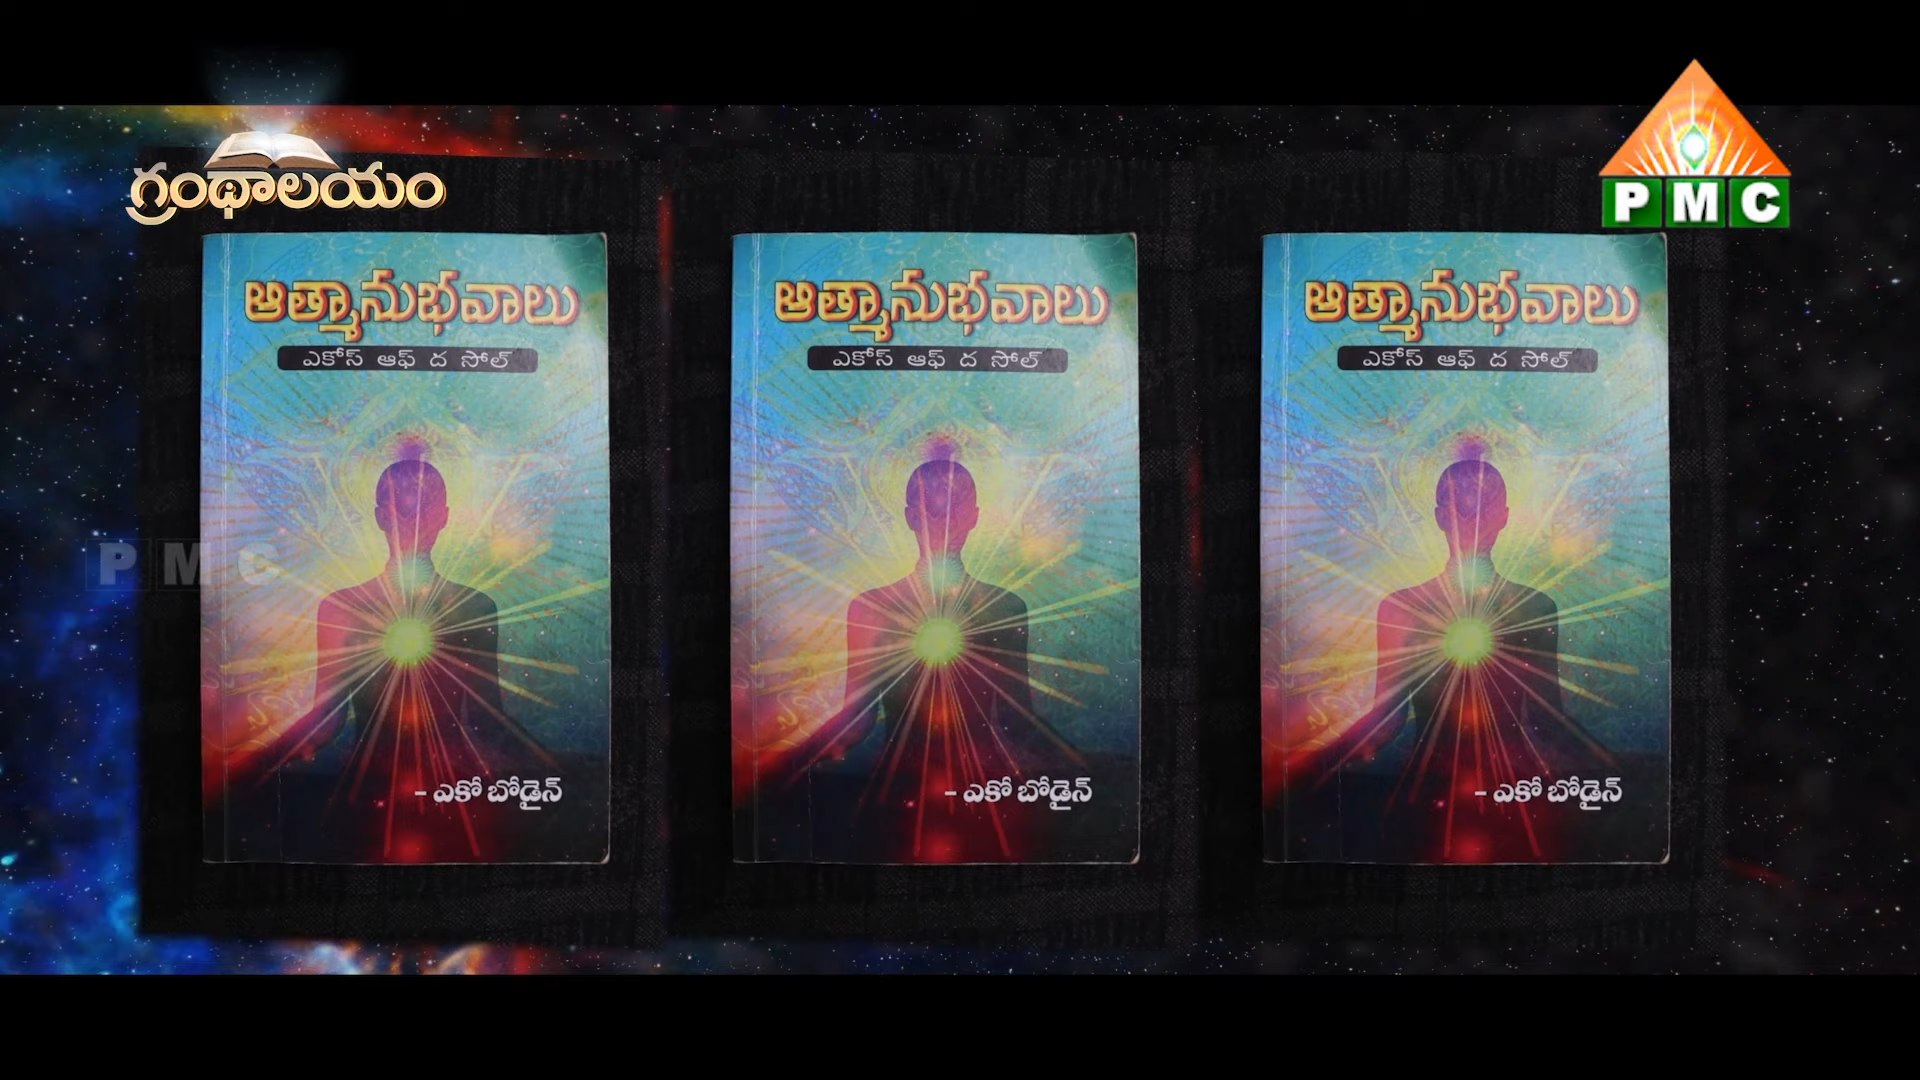 గ్రంథాలయం
PMC
ఆత్మానుభవాలు
ఎకోస్ ఆఫ్ ద సోల్
- ఎకో బోడైన్
ఆత్మానుభవాలు
ఎకోస్ ఆఫ్ ద సోల్
- ఎకో బోడైన్
ఆత్మానుభవాలు
ఎకోస్ ఆఫ్ ద సోల్
- ఎకో బోడైన్
PMC